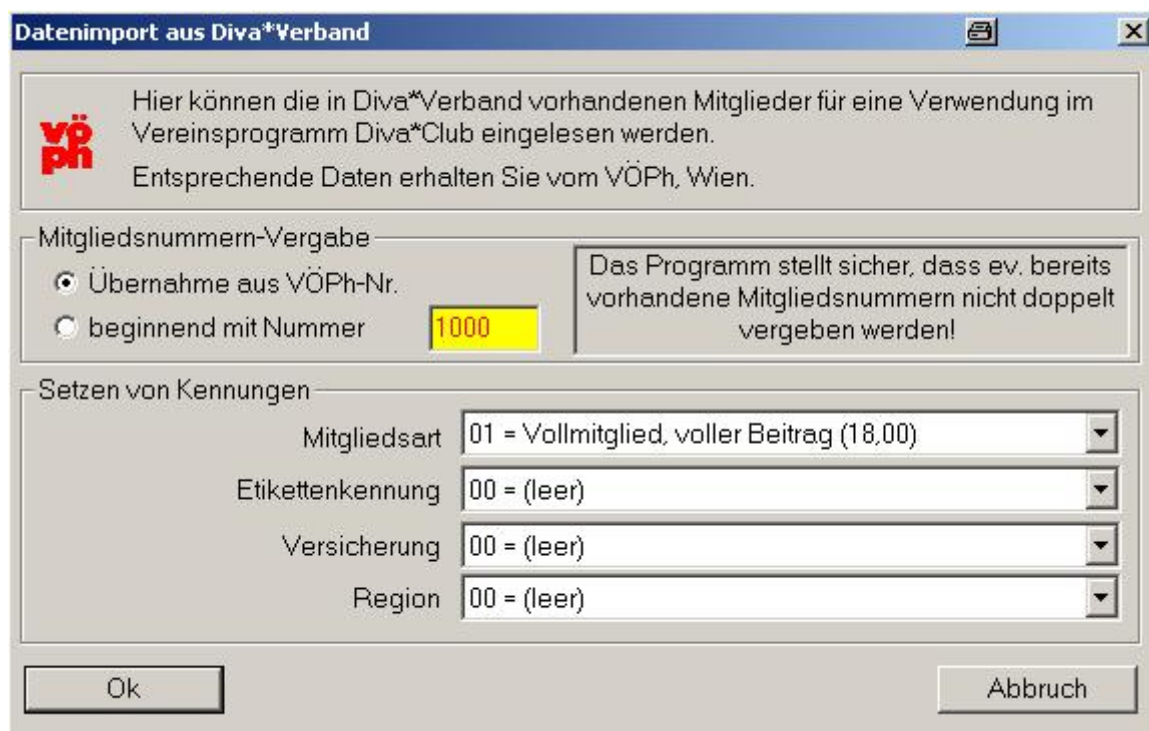 Datenimport aus Diva*Verband
vö
ph
Hier können die in Diva*Verband vorhandenen Mitglieder für eine Verwendung im
Vereinsprogramm Diva*Club eingelesen werden.
Entsprechende Daten erhalten Sie vom VÖPh, Wien.
Mitgliedsnummern-Vergabe
Übernahme aus VÖPh-Nr.
beginnend mit Nummer 1000
Das Programm stellt sicher, dass ev. bereits
vorhandene Mitgliedsnummern nicht doppelt
vergeben werden!
Setzen von Kennungen
Mitgliedsart 01 = Vollmitglied, voller Beitrag (18,00)
Etikettenkennung 00 = (leer)
Versicherung 00 = (leer)
Region 00 = (leer)
Ok Abbruch